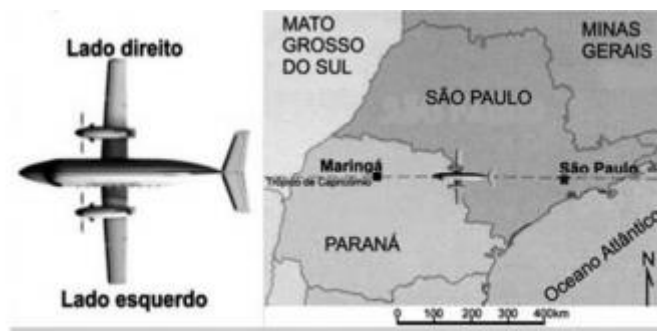 Lado direito
Lado esquerdo
MATO
GROSSO
DO SUL
MINAS
GERAIS
SÃO PAULO
Maringá
São Paulo
Trópico de Capricórnio
PARANÁ
Oceano Atlântico
N
0 100 200 300 400km